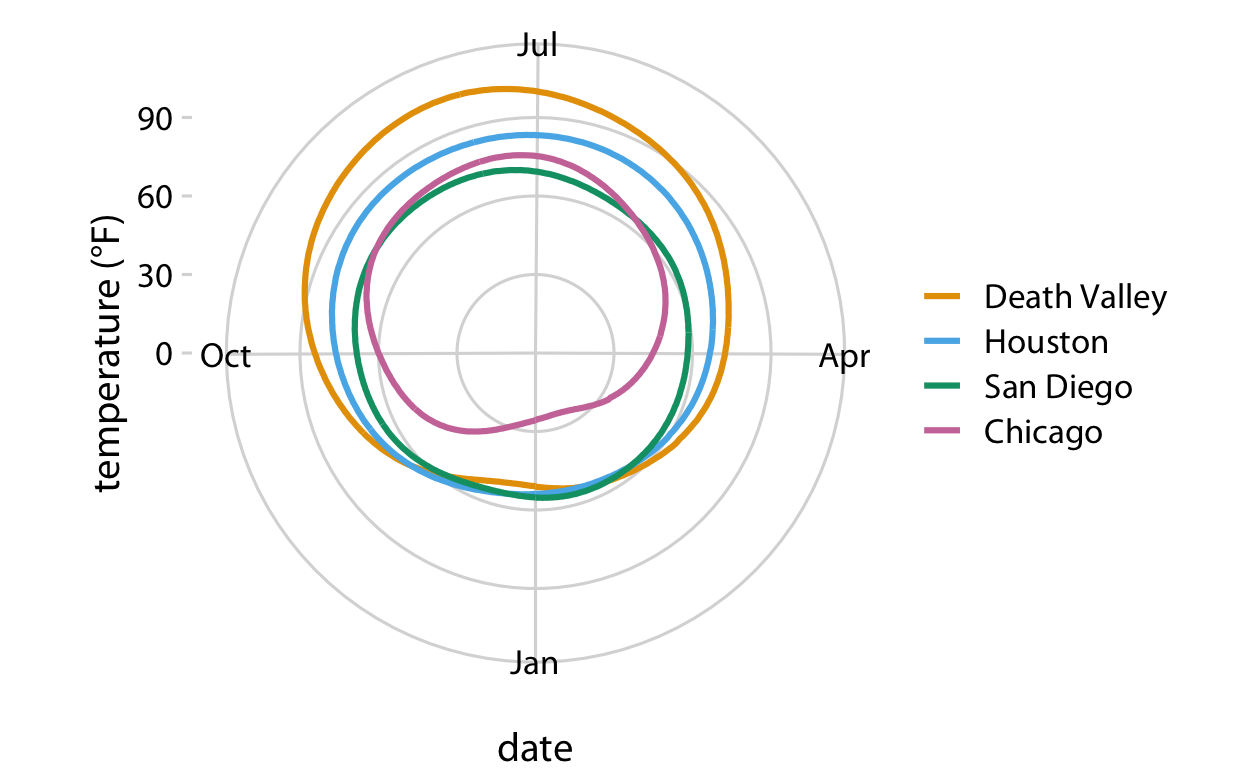 Jul
90
60
30
0
Oct
Apr
Jan
temperature (°F)
date
Death Valley
Houston
San Diego
Chicago